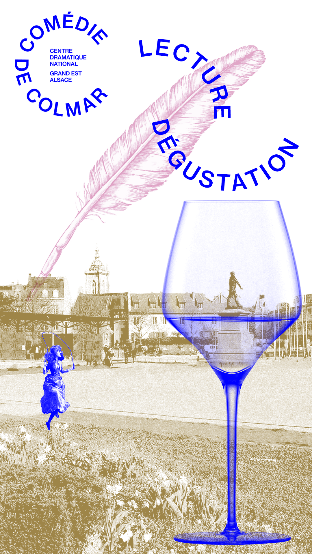 COMÉDIE
DE COLMAR
CENTRE
DRAMATIQUE
NATIONAL
GRAND EST
ALSACE
LECTURE
DÉGUSTATION